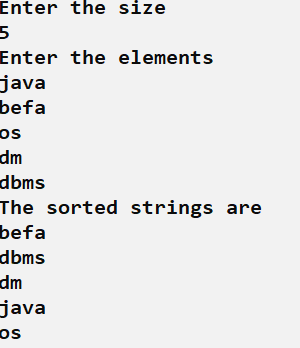 Enter the size
5
Enter the elements
java
befa
os
dm
dbms
The sorted strings are
befa
dbms
dm
java
os